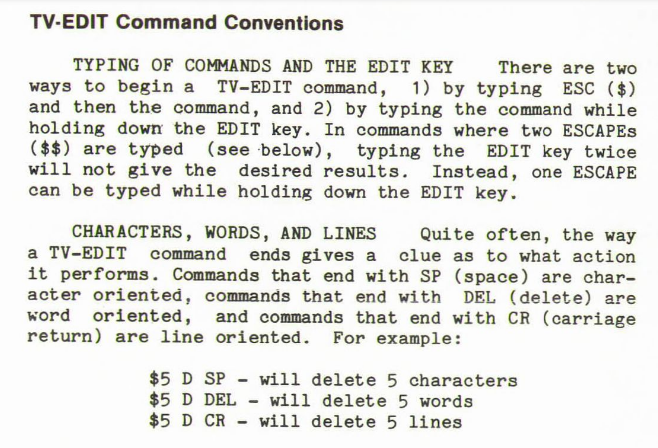 TV-EDIT Command Conventions
TYPING OF COMMANDS AND THE EDIT KEY There are two
ways to begin a TV-EDIT command, 1) by typing ESC ($)
and then the command, and 2) by typing the command while
holding down the EDIT key. In commands where two ESCAPEs
($$) are typed (see below), typing the EDIT key twice
will not give the desired results. Instead, one ESCAPE
can be typed while holding down the EDIT key.
CHARACTERS, WORDS, AND LINES Quite often, the way
a TV-EDIT command ends gives a clue as to what action
it performs. Commands that end with SP (space) are char-
acter oriented, commands that end with DEL (delete) are
word oriented, and commands that end with CR (carriage
return) are line oriented. For example:
$5 D SP - will delete 5 characters
$5 D DEL - will delete 5 words
$5 D CR - will delete 5 lines